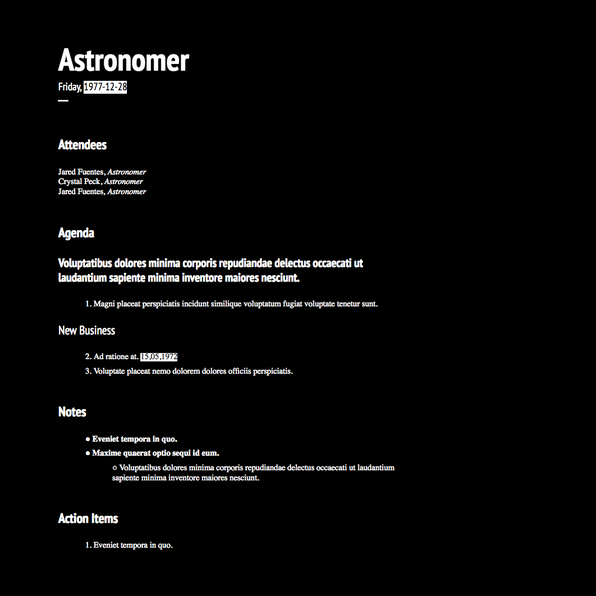 Astronomer
Friday, 1977-12-28
Attendees
Jared Fuentes, Astronomer
Crystal Peck, Astronomer
Jared Fuentes, Astronomer
Agenda
Voluptatibus dolores minima corporis repudiandae delectus occaecati ut
laudantium sapiente minima inventore maiores nesciunt.
1. Magni placeat perspiciatis incidunt similique voluptatum fugiat voluptate tenetur sunt.
New Business
2. Ad ratione at. 15.05.1972
3. Voluptate placeat nemo dolorem dolores officiis perspiciatis.
Notes
● Eveniet tempora in quo.
● Maxime quaerat optio sequi id eum.
○ Voluptatibus dolores minima corporis repudiandae delectus occaecati ut laudantium
sapiente minima inventore maiores nesciunt.
Action Items
1. Eveniet tempora in quo.